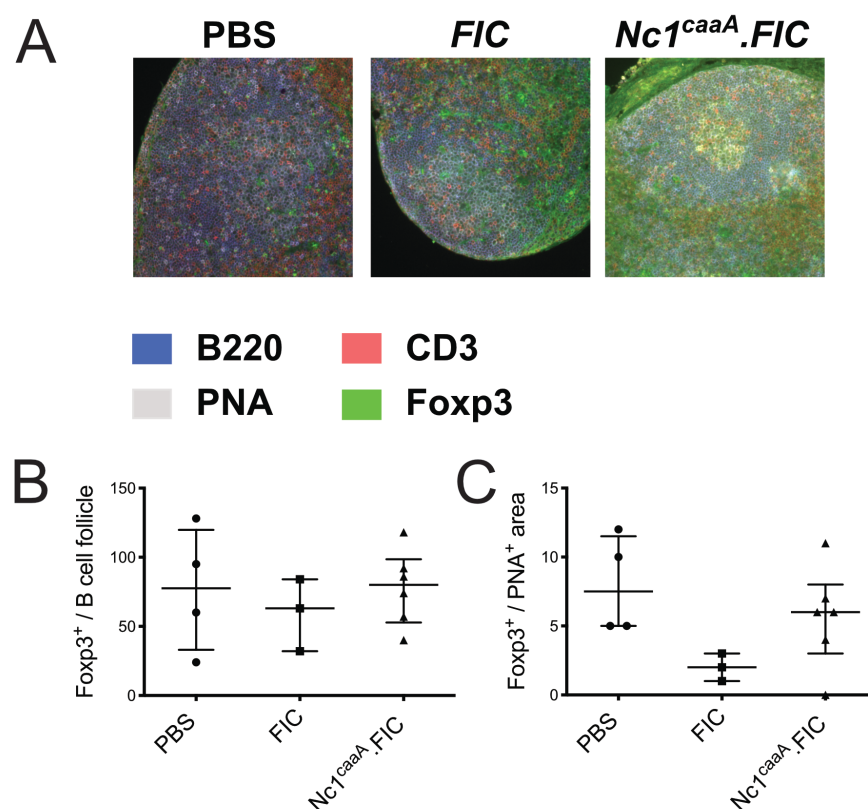 A
PBS FIC Nc1caaA.FIC
B220 CD3
PNA Foxp3
B
Foxp3+ / B cell follicle
150
100
50
0
PBS FIC Nc1caaA.FIC
C
Foxp3+ / PNA+ area
15
10
5
0
PBS FIC Nc1caaA.FIC